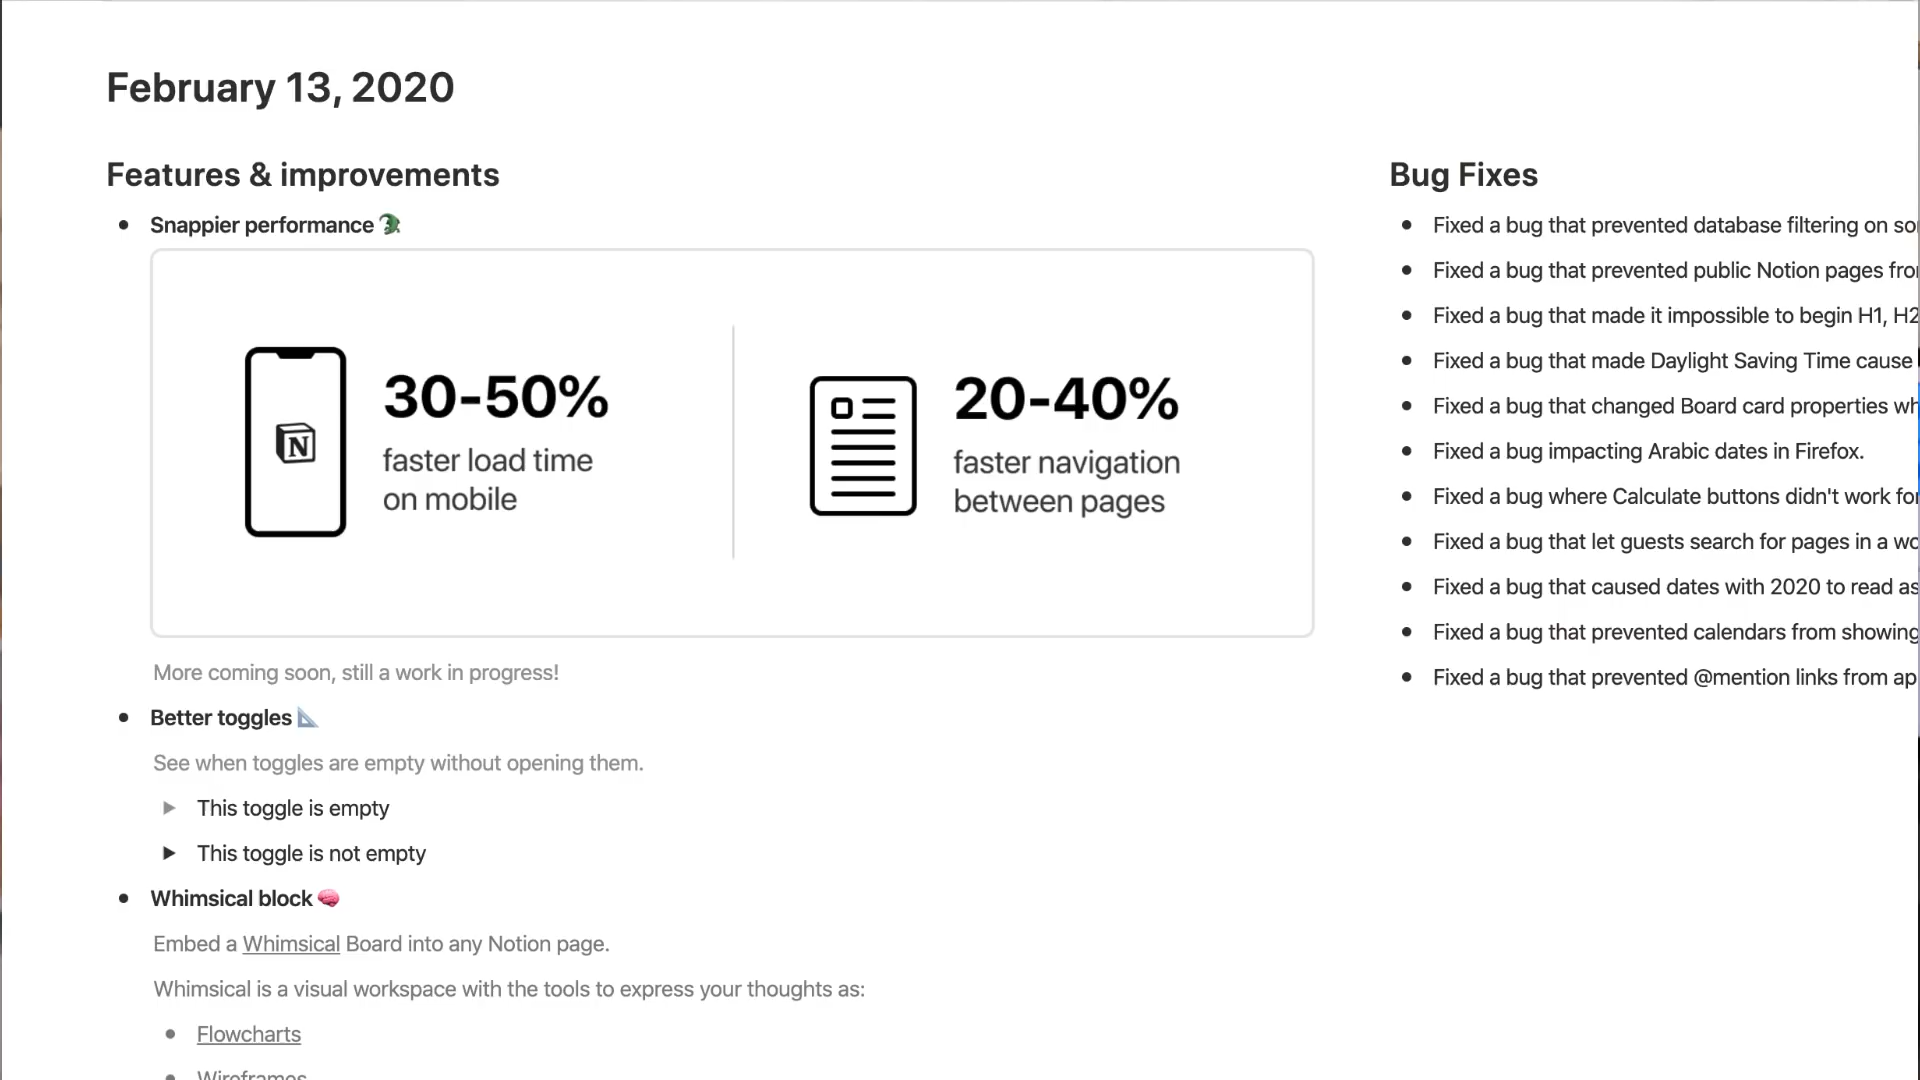 February 13, 2020
Features & improvements
Snappier performance
N
30-50%
faster load time
on mobile
20-40%
faster navigation
between pages
More coming soon, still a work in progress!
Better toggles
See when toggles are empty without opening them.
This toggle is empty
This toggle is not empty
Whimsical block
Embed a Whimsical Board into any Notion page.
Whimsical is a visual workspace with the tools to express your thoughts as:
Flowcharts
Wireframes
Bug Fixes
Fixed a bug that prevented database filtering on
Fixed a bug that prevented public Notion pages
Fixed a bug that made it impossible to begin H1, H2
Fixed a bug that made Daylight Saving Time cause
Fixed a bug that changed Board card properties
Fixed a bug impacting Arabic dates in Firefox.
Fixed a bug where Calculate buttons didn't work
Fixed a bug that let guests search for pages in a
Fixed a bug that caused dates with 2020 to read as
Fixed a bug that prevented calendars from showing
Fixed a bug that prevented @mention links from